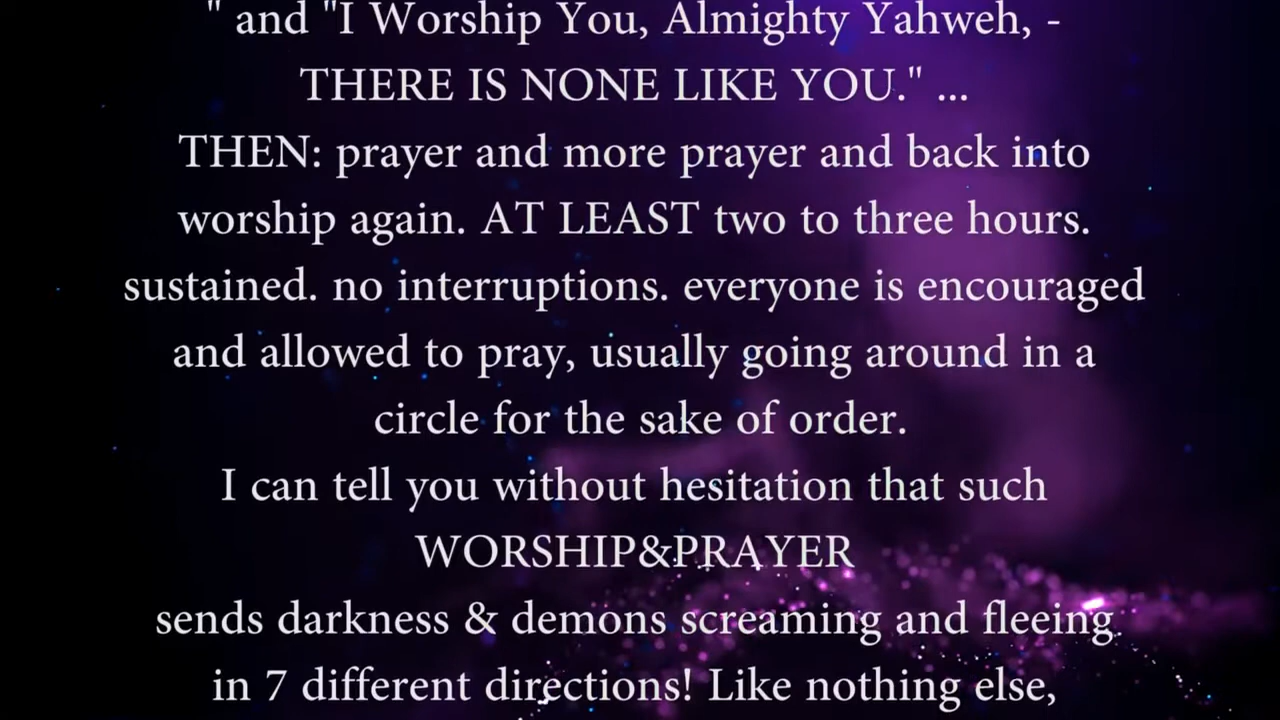 " and "I Worship You, Almighty Yahweh, -
THERE IS NONE LIKE YOU." ...
THEN: prayer and more prayer and back into
worship again. AT LEAST two to three hours.
sustained. no interruptions. everyone is encouraged
and allowed to pray, usually going around in a
circle for the sake of order.
I can tell you without hesitation that such
WORSHIP&PRAYER
sends darkness & demons screaming and fleeing
in 7 different directions! Like nothing else,